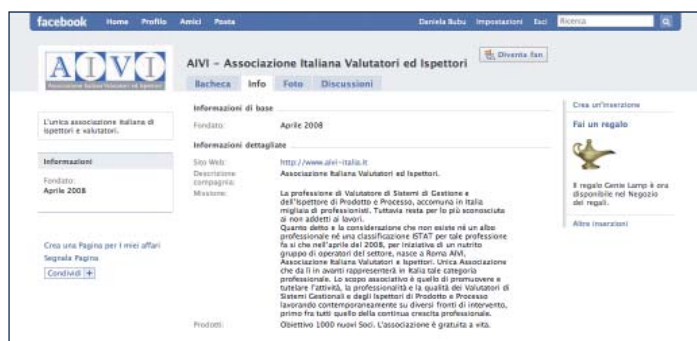 facebook Home Profilo Amici Posta Daniela Bubu Impostazioni Esci Ricerca
AIVI
Associazione Italiana Valutatori ed Ispettori
AIVI – Associazione Italiana Valutatori ed Ispettori
Diventa fan
Bacheca Info Foto Discussioni
L'unica associazione italiana di
ispettori e valutatori.
Informazioni
Fondato:
Aprile 2008
Crea una Pagina per i miei affari
Segnala Pagina
Condividi +
Informazioni di base
Fondato: Aprile 2008
Informazioni dettagliate
Sito Web: http://www.aivi-italia.it
Descrizione compagnia: Associazione Italiana Valutatori ed Ispettori.
Missione: La professione di Valutatore di Sistemi di Gestione e
dell'Ispettore di Prodotto e Processo, accomuna in Italia
migliaia di professionisti. Tuttavia resta per lo più sconosciuta
ai non addetti ai lavori.
Quanto detto e la considerazione che non esiste né un albo
professionale né una classificazione ISTAT per tale professione
fa si che nell'aprile del 2008, per iniziativa di un nutrito
gruppo di operatori del settore, nasce a Roma AIVI,
Associazione Italiana Valutatori e Ispettori. Unica Associazione
che da lì in avanti rappresenterà in Italia tale categoria
professionale. Lo scopo associativo è quello di promuovere e
tutelare l'attività, la professionalità e la qualità dei Valutatori di
Sistemi Gestionali e degli Ispettori di Prodotto e Processo
lavorando contemporaneamente su diversi fronti di intervento,
primo fra tutti quello della continua crescita professionale.
Prodotti: Obiettivo 1000 nuovi Soci. L'associazione è gratuita a vita.
Crea un'inserzione
Fai un regalo
Il regalo Genie Lamp è ora
disponibile nel Negozio
dei regali.
Altre inserzioni